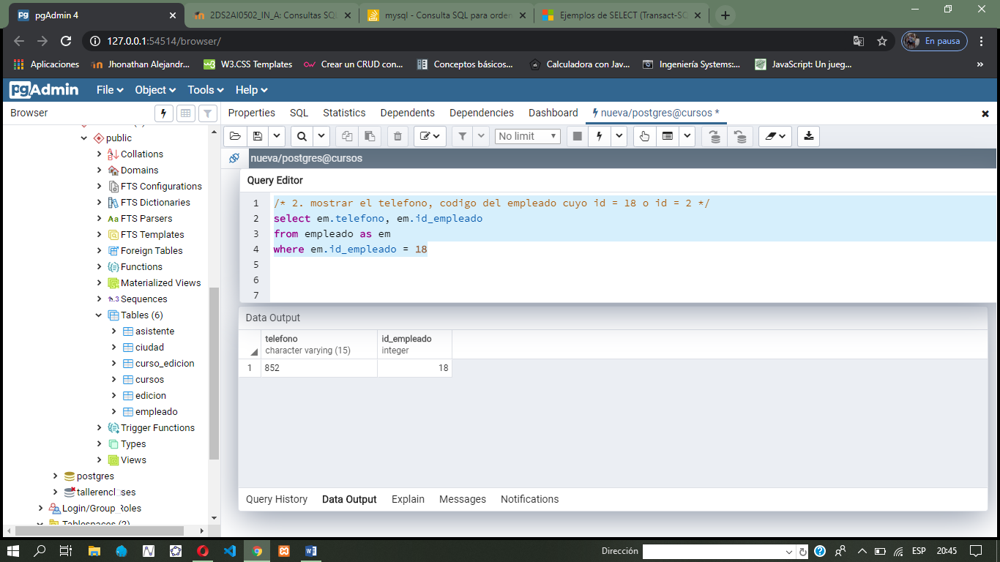 pgAdmin 4
2DS2AI0502_IN_A: Consultas SQL
mysql - Consulta SQL para orden
Ejemplos de SELECT (Transact-SQ
127.0.0.1:54514/browser/
En pausa
Aplicaciones
Jhonathan Alejandr...
W3.CSS Templates
Crear un CRUD con...
Conceptos básicos...
Calculadora con Jav...
Ingeniería Systems:...
JavaScript: Un jueg...
»
pgAdmin
File
Object
Tools
Help
Browser
Properties
SQL
Statistics
Dependents
Dependencies
Dashboard
nueva/postgres@cursos *
public
Collations
Domains
FTS Configurations
FTS Dictionaries
FTS Parsers
FTS Templates
Foreign Tables
Functions
Materialized Views
Sequences
Tables (6)
asistente
ciudad
curso_edicion
cursos
edicion
empleado
Trigger Functions
Types
Views
postgres
Login/Group Roles
Tablespaces (2)
No limit
nueva/postgres@cursos
Query Editor
1 /* 2. mostrar el telefono, codigo del empleado cuyo id = 18 o id = 2 */
2 select em.telefono, em.id_empleado
3 from empleado as em
4 where em.id_empleado = 18
5
6
7
Data Output
telefono id_empleado
character varying (15) integer
1 852 18
Query History
Data Output
Explain
Messages
Notifications
Dirección
ESP
20:45